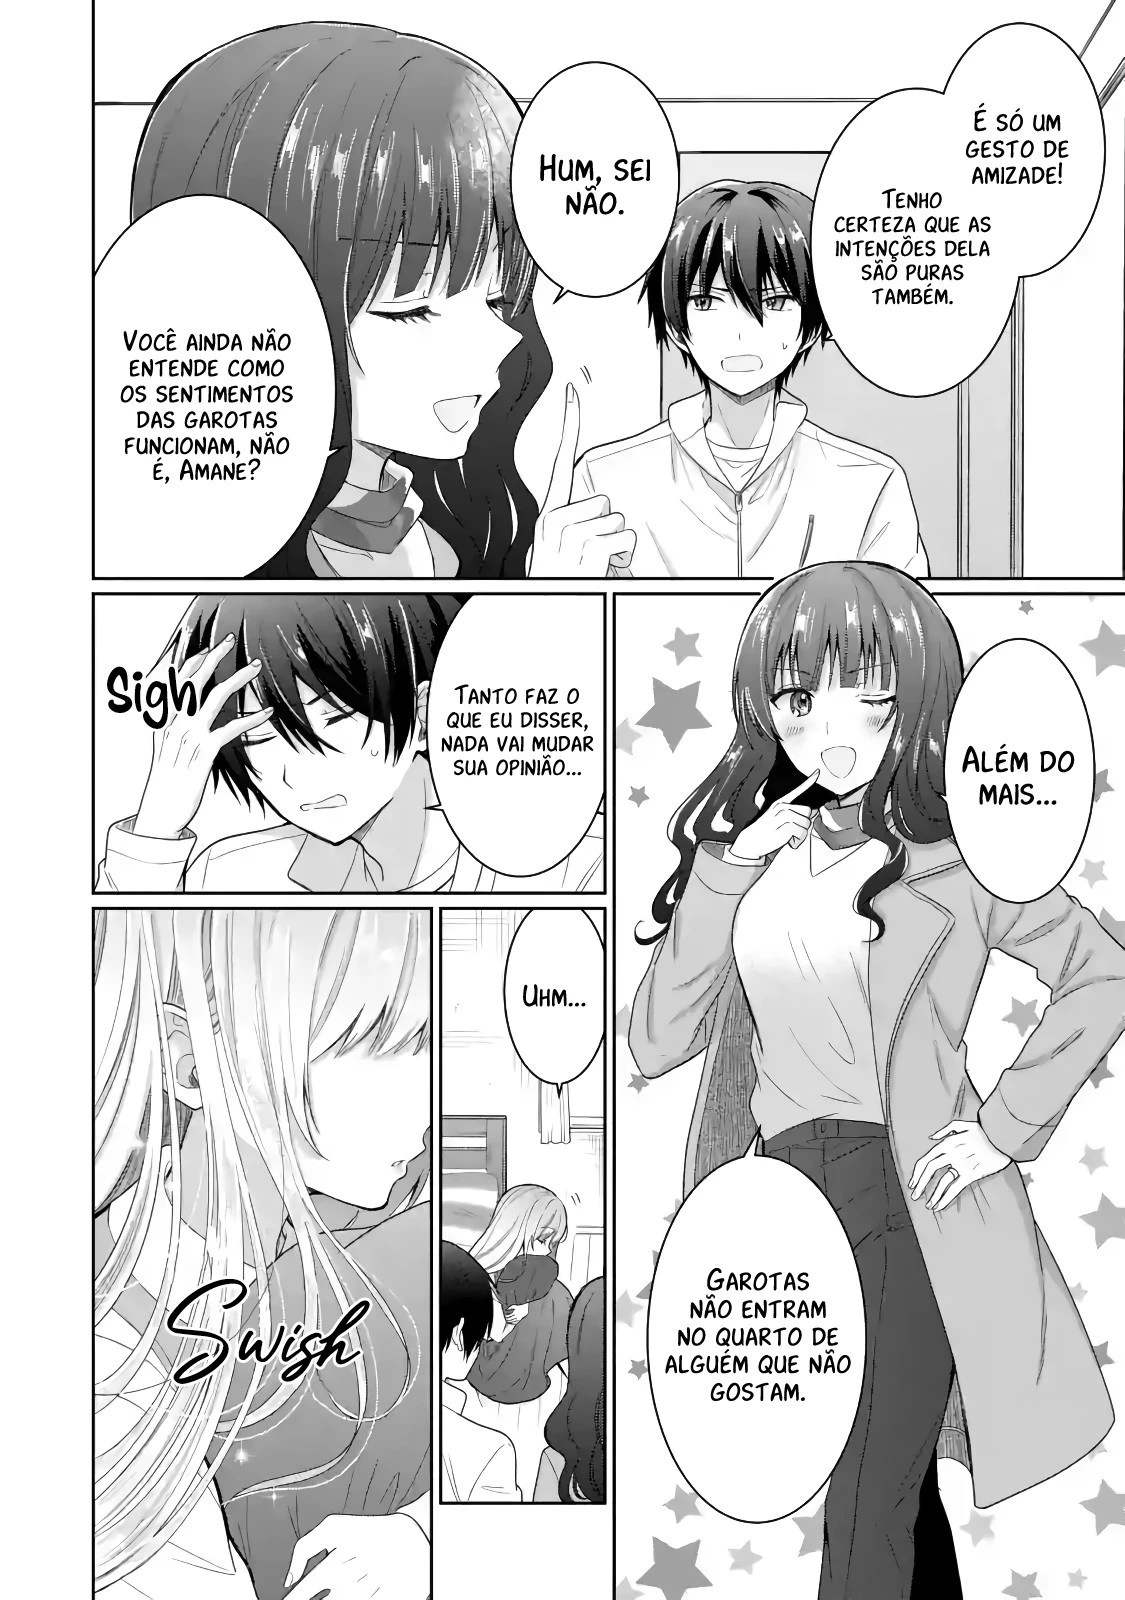 É SÓ UM
GESTO DE
AMIZADE!
TENHO
CERTEZA QUE AS
INTENÇÕES DELA
SÃO PURAS
TAMBÉM.
HUM, SEI
NÃO.
VOCÊ AINDA NÃO
ENTENDE COMO
OS SENTIMENTOS
DAS GAROTAS
FUNCIONAM, NÃO
É, AMANE?
ALÉM DO
MAIS...
GAROTAS
NÃO ENTRAM
NO QUARTO DE
ALGUÉM QUE NÃO
GOSTAM.
TANTO FAZ O
QUE EU DISSER,
NADA VAI MUDAR
SUA OPINIÃO...
Sigh
UHM...
Swish